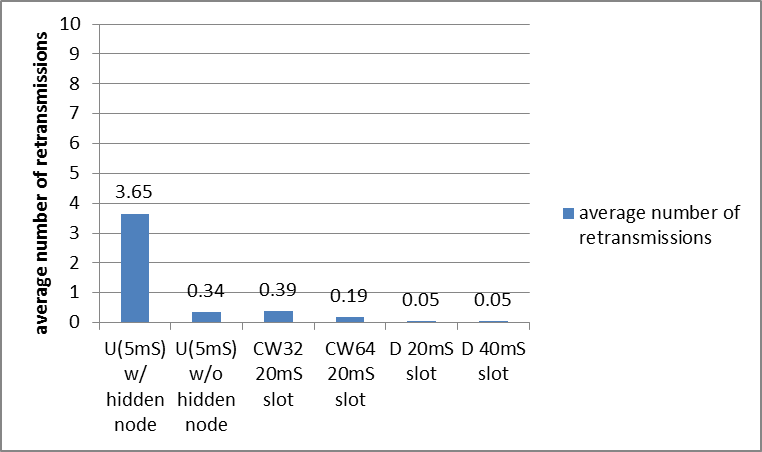 average number of retransmissions
10
9
8
7
6
5
4
3
2
1
0
3.65
0.34
0.39
0.19
0.05
0.05
U(5mS)
w/
hidden
node
U(5mS)
w/o
hidden
node
CW32
20mS
slot
CW64
20mS
slot
D 20mS
slot
D 40mS
slot
average number of
retransmissions